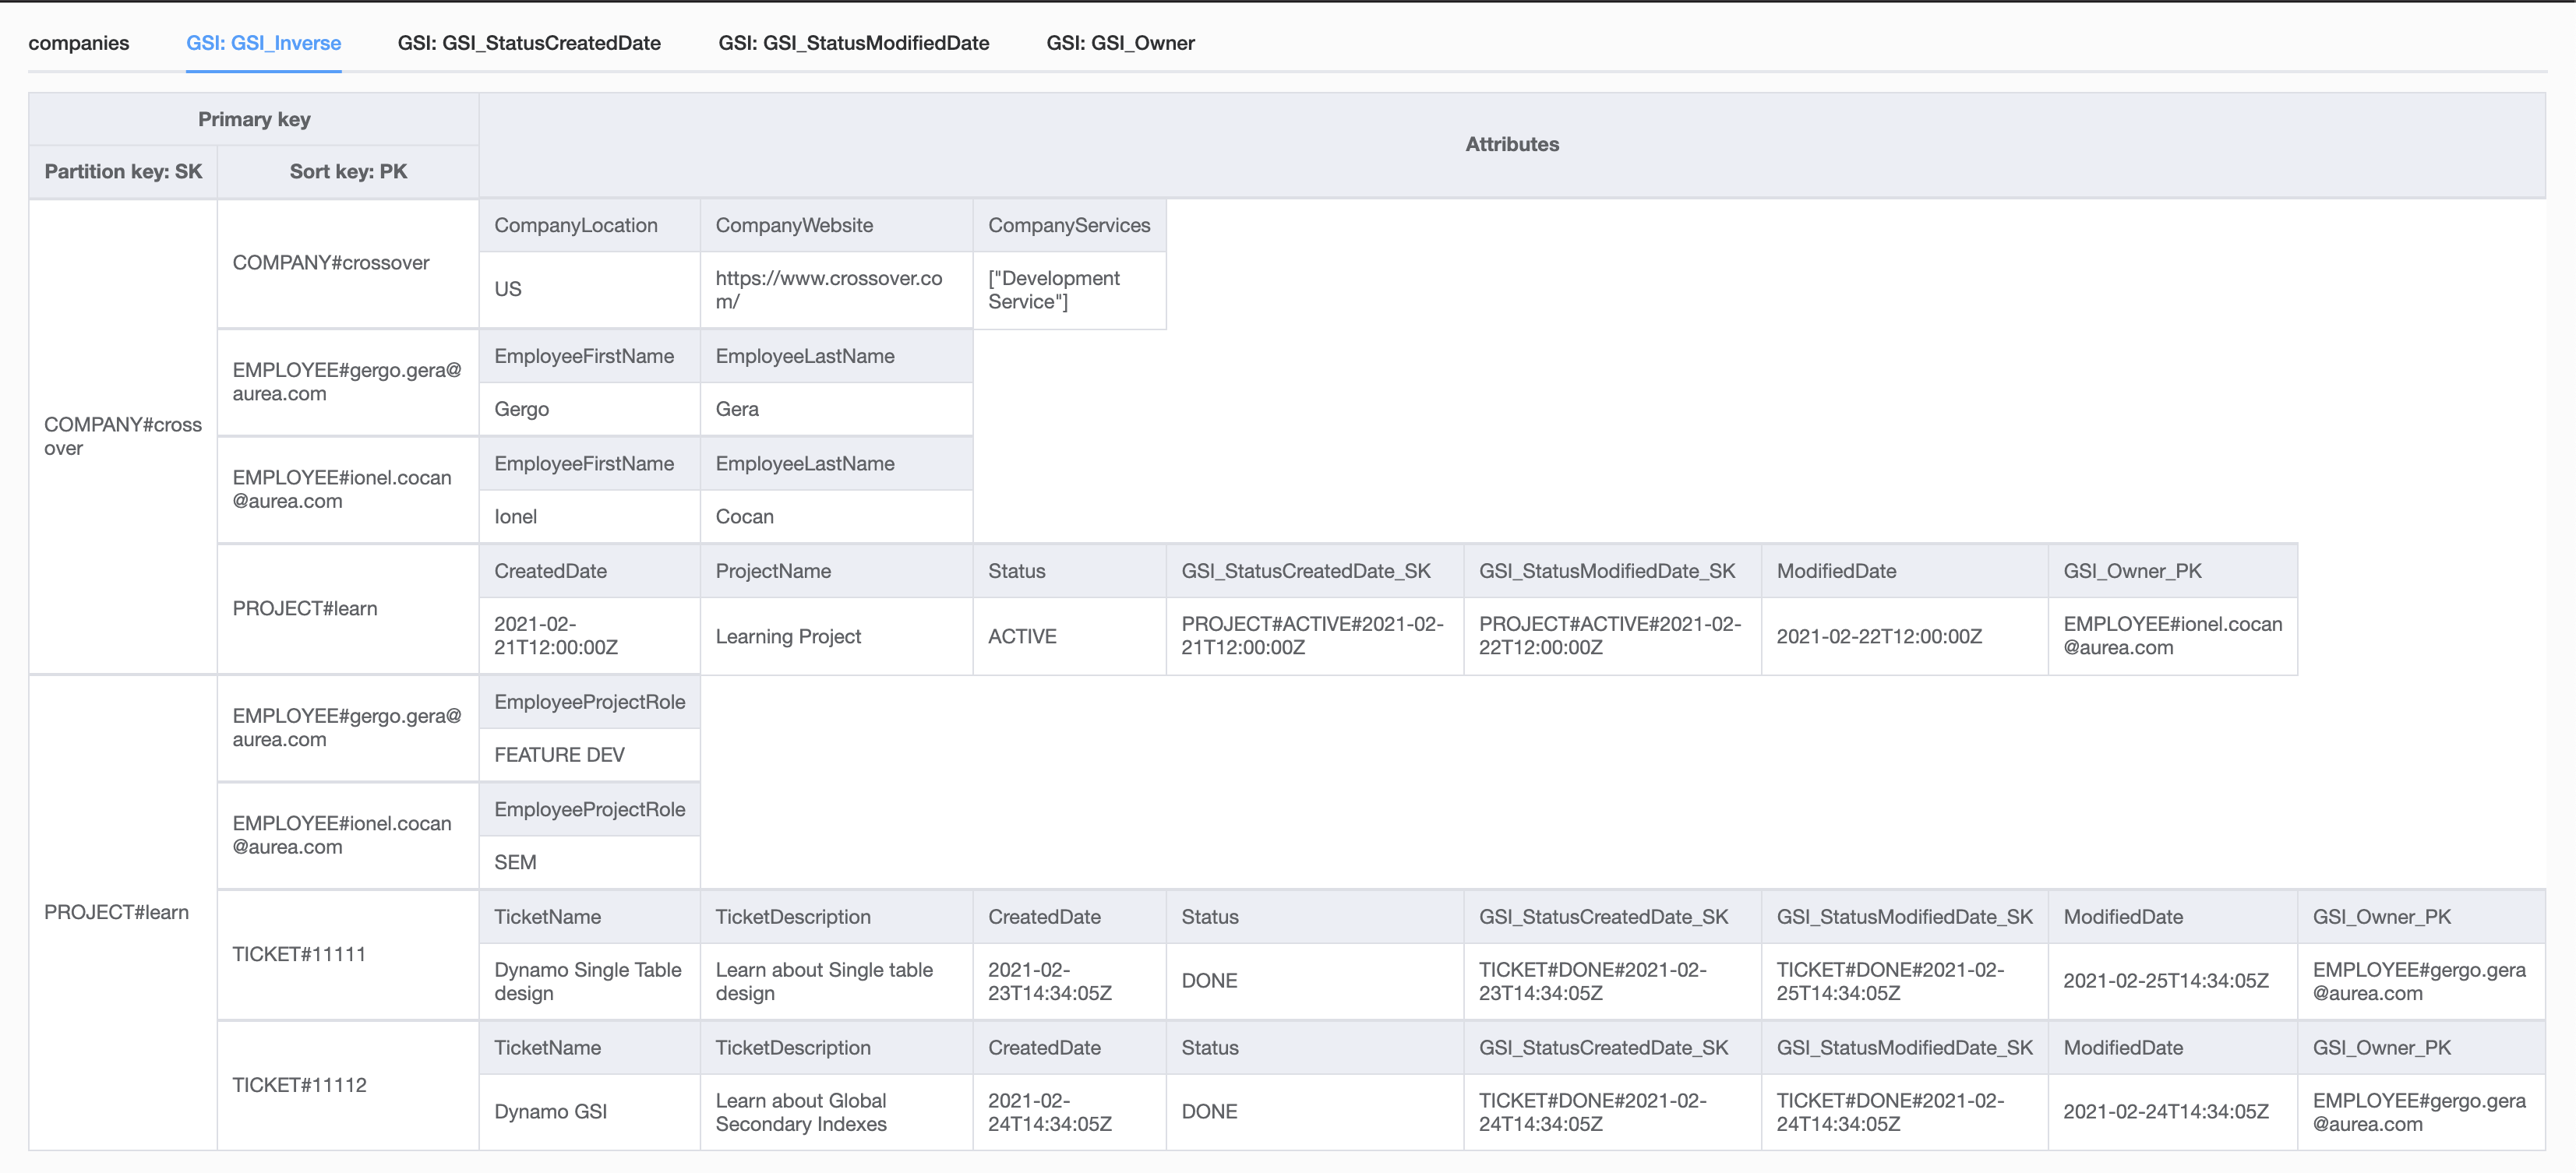 companies
GSI: GSI_Inverse
GSI: GSI_StatusCreatedDate
GSI: GSI_StatusModifiedDate
GSI: GSI_Owner
Primary key
Attributes
Partition key: SK
Sort key: PK
COMPANY#cross
over
COMPANY#crossover
CompanyLocation
CompanyWebsite
CompanyServices
US
https://www.crossover.co
m/
["Development
Service"]
EMPLOYEE#gergo.gera@
aurea.com
EmployeeFirstName
EmployeeLastName
Gergo
Gera
EMPLOYEE#ionel.cocan
@aurea.com
EmployeeFirstName
EmployeeLastName
Ionel
Cocan
PROJECT#learn
CreatedDate
ProjectName
Status
GSI_StatusCreatedDate_SK
GSI_StatusModifiedDate_SK
ModifiedDate
GSI_Owner_PK
2021-02-
21T12:00:00Z
Learning Project
ACTIVE
PROJECT#ACTIVE#2021-02-
21T12:00:00Z
PROJECT#ACTIVE#2021-02-
22T12:00:00Z
2021-02-22T12:00:00Z
EMPLOYEE#ionel.cocan
@aurea.com
PROJECT#learn
EMPLOYEE#gergo.gera@
aurea.com
EmployeeProjectRole
FEATURE DEV
EMPLOYEE#ionel.cocan
@aurea.com
EmployeeProjectRole
SEM
TICKET#11111
TicketName
TicketDescription
CreatedDate
Status
GSI_StatusCreatedDate_SK
GSI_StatusModifiedDate_SK
ModifiedDate
GSI_Owner_PK
Dynamo Single Table
design
Learn about Single table
design
2021-02-
23T14:34:05Z
DONE
TICKET#DONE#2021-02-
23T14:34:05Z
TICKET#DONE#2021-02-
25T14:34:05Z
2021-02-25T14:34:05Z
EMPLOYEE#gergo.gera
@aurea.com
TICKET#11112
TicketName
TicketDescription
CreatedDate
Status
GSI_StatusCreatedDate_SK
GSI_StatusModifiedDate_SK
ModifiedDate
GSI_Owner_PK
Dynamo GSI
Learn about Global
Secondary Indexes
2021-02-
24T14:34:05Z
DONE
TICKET#DONE#2021-02-
24T14:34:05Z
TICKET#DONE#2021-02-
24T14:34:05Z
2021-02-24T14:34:05Z
EMPLOYEE#gergo.gera
@aurea.com